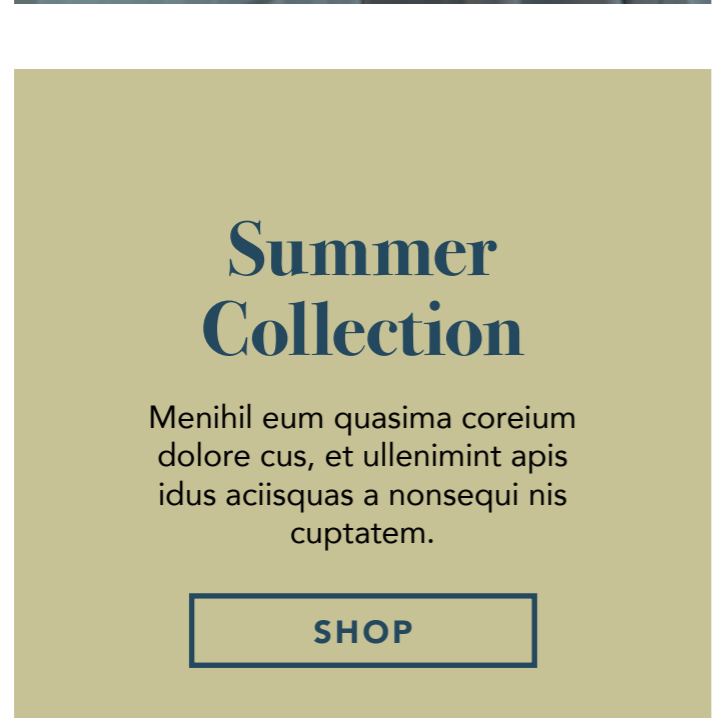 Summer
Collection
Menihil eum quasima coreium
dolore cus, et ullenimint apis
idus aciisquas a nonsequi nis
cuptatem.
SHOP